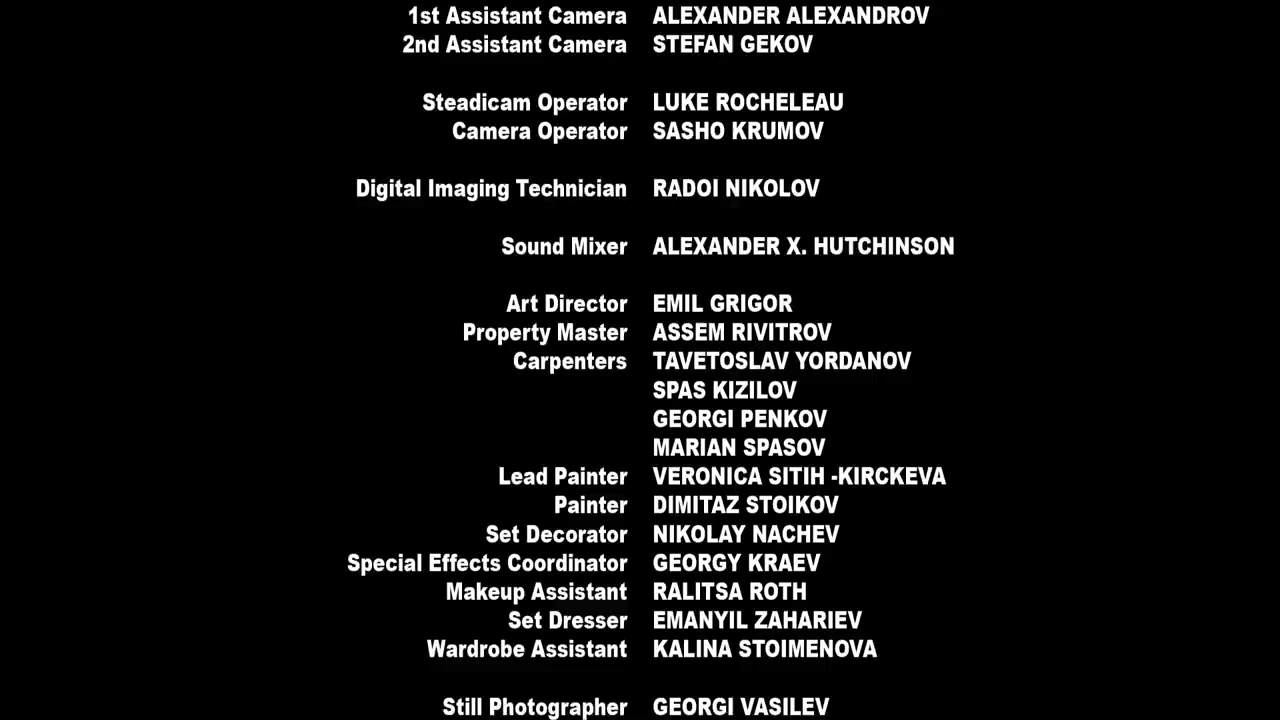 1st Assistant Camera ALEXANDER ALEXANDROV
2nd Assistant Camera STEFAN GEKOV
Steadicam Operator LUKE ROCHELEAU
Camera Operator SASHO KRUMOV
Digital Imaging Technician RADOI NIKOLOV
Sound Mixer ALEXANDER X. HUTCHINSON
Art Director EMIL GRIGOR
Property Master ASSEM RIVITROV
Carpenters TAVETOSLAV YORDANOV
SPAS KIZILOV
GEORGI PENKOV
MARIAN SPASOV
Lead Painter VERONICA SITIH -KIRCKEVA
Painter DIMITAZ STOIKOV
Set Decorator NIKOLAY NACHEV
Special Effects Coordinator GEORGY KRAEV
Makeup Assistant RALITSA ROTH
Set Dresser EMANYIL ZAHARIEV
Wardrobe Assistant KALINA STOIMENOVA
Still Photographer GEORGI VASILEV